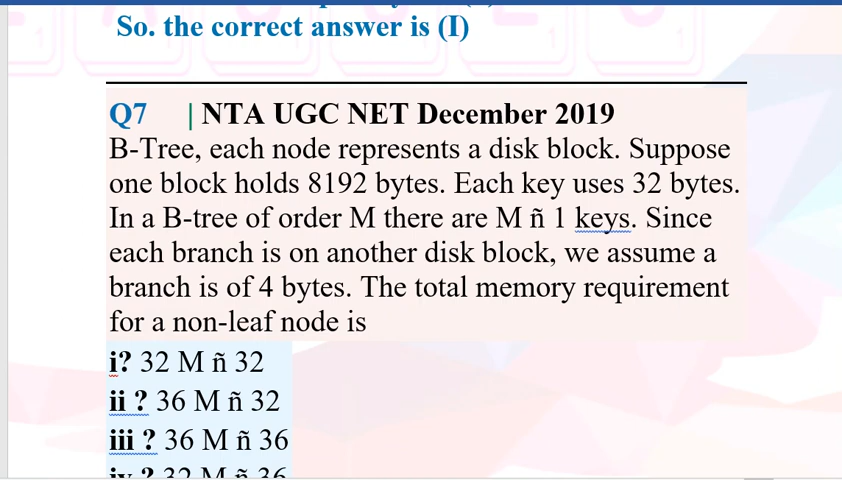 So. the correct answer is (I)
Q7 | NTA UGC NET December 2019
B-Tree, each node represents a disk block. Suppose
one block holds 8192 bytes. Each key uses 32 bytes.
In a B-tree of order M there are M ñ 1 keys. Since
each branch is on another disk block, we assume a
branch is of 4 bytes. The total memory requirement
for a non-leaf node is
i? 32 M ñ 32
ii ? 36 M ñ 32
iii ? 36 M ñ 36
iv ? 32 M ñ 36